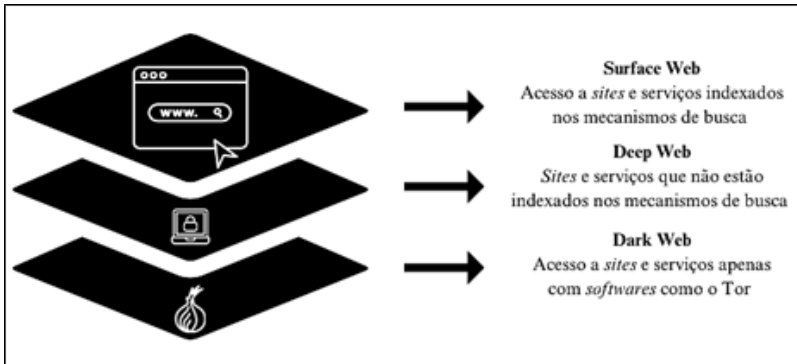 www.
Surface Web
Acesso a sites e serviços indexados
nos mecanismos de busca
Deep Web
Sites e serviços que não estão
indexados nos mecanismos de busca
Dark Web
Acesso a sites e serviços apenas
com softwares como o Tor